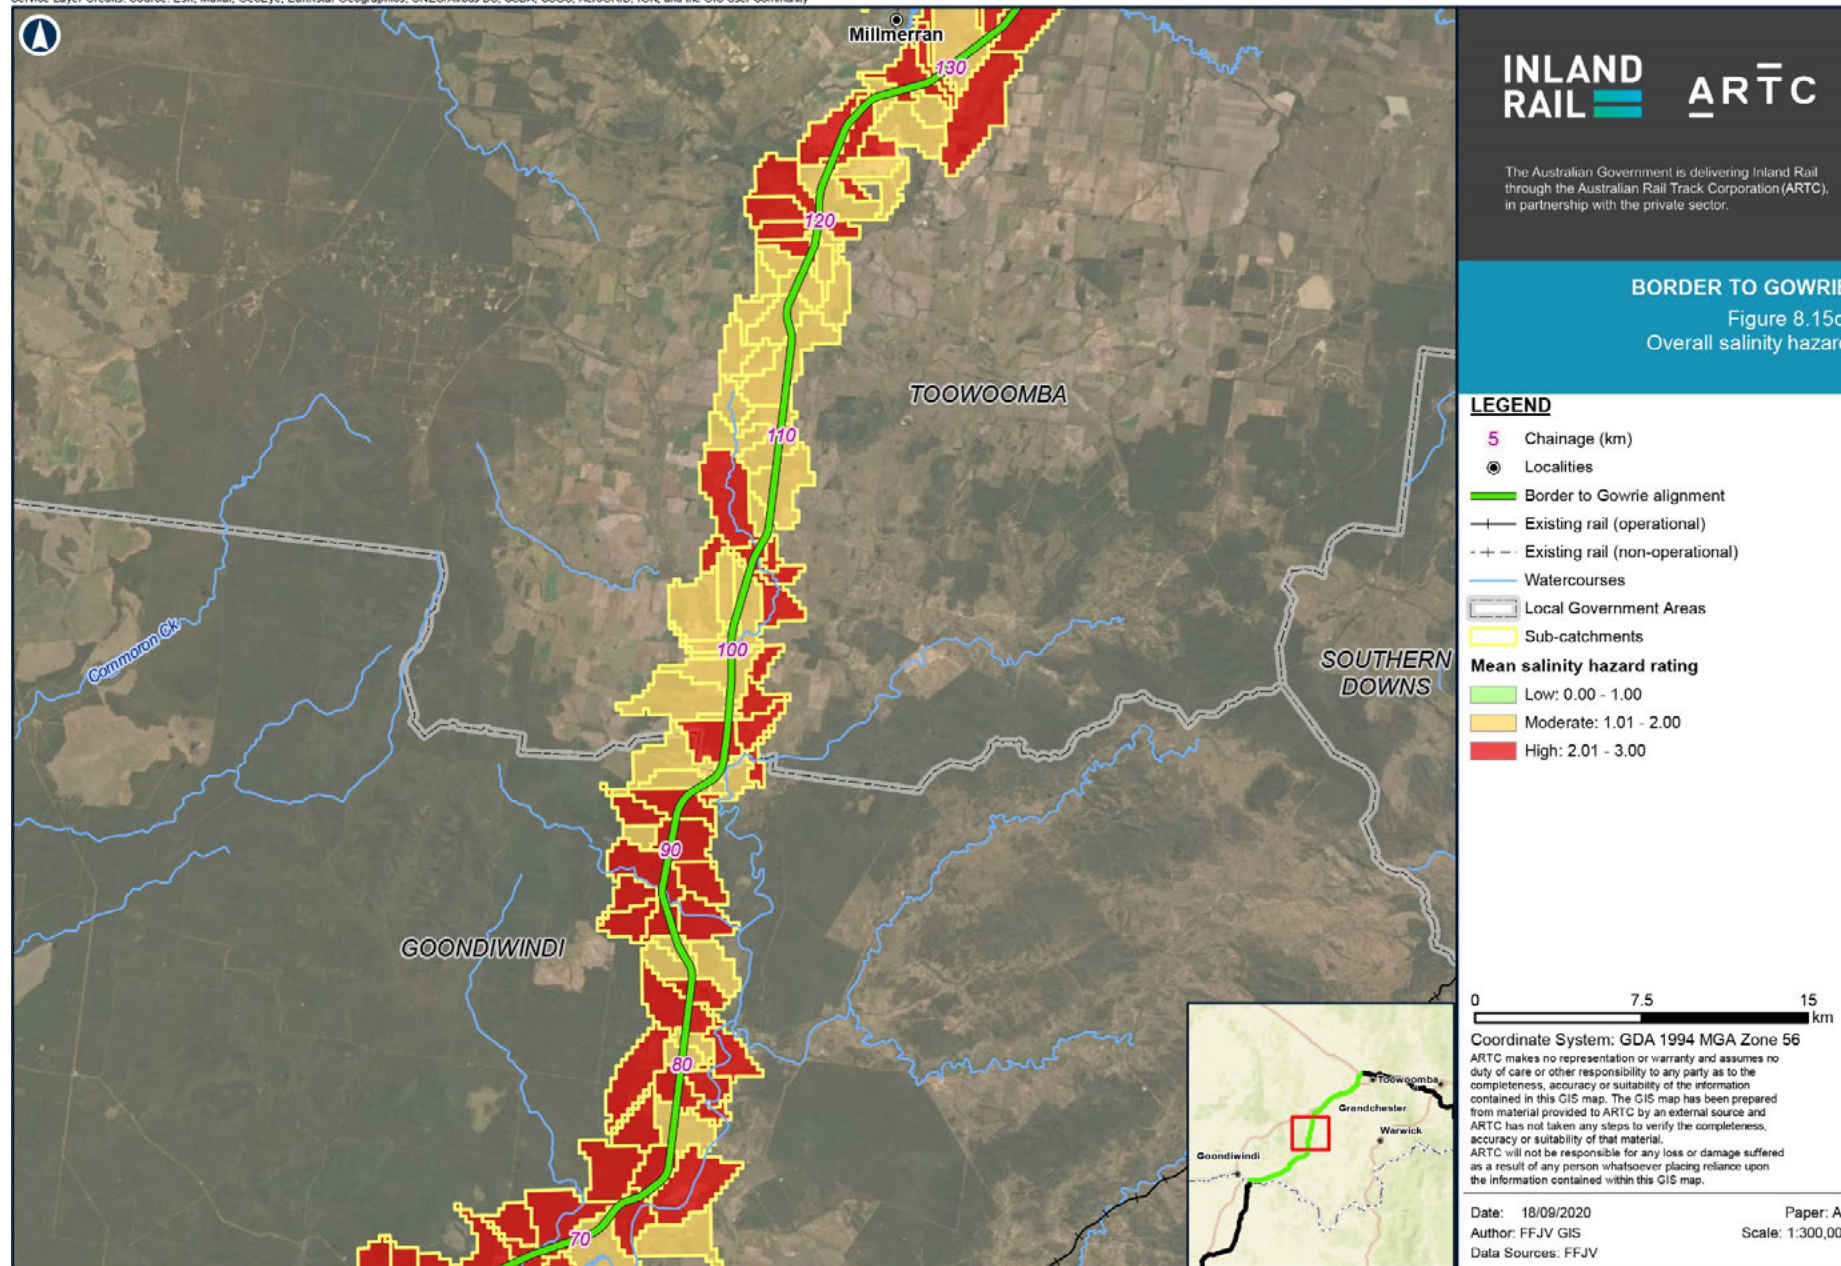 Millmerran
130
120
TOOWOOMBA
110
Commoron Ck
100
SOUTHERN
DOWNS
90
GOONDIWINDI
80
70
Toowoomba
Grandchester
Warwick
Goondiwindi
INLAND
RAIL
ARTC
The Australian Government is delivering Inland Rail
through the Australian Rail Track Corporation (ARTC),
in partnership with the private sector.
BORDER TO GOWRIE
Figure 8.15c
Overall salinity hazard
LEGEND
5 Chainage (km)
Localities
Border to Gowrie alignment
Existing rail (operational)
Existing rail (non-operational)
Watercourses
Local Government Areas
Sub-catchments
Mean salinity hazard rating
Low: 0.00 - 1.00
Moderate: 1.01 - 2.00
High: 2.01 - 3.00
0 7.5 15
km
Coordinate System: GDA 1994 MGA Zone 56
ARTC makes no representation or warranty and assumes no
duty of care or other responsibility to any party as to the
completeness, accuracy or suitability of the information
contained in this GIS map. The GIS map has been prepared
from material provided to ARTC by an external source and
ARTC has not taken any steps to verify the completeness,
accuracy or suitability of that material.
ARTC will not be responsible for any loss or damage suffered
as a result of any person whatsoever placing reliance upon
the information contained within this GIS map.
Date: 18/09/2020 Paper: A
Author: FFJV GIS Scale: 1:300,00
Data Sources: FFJV